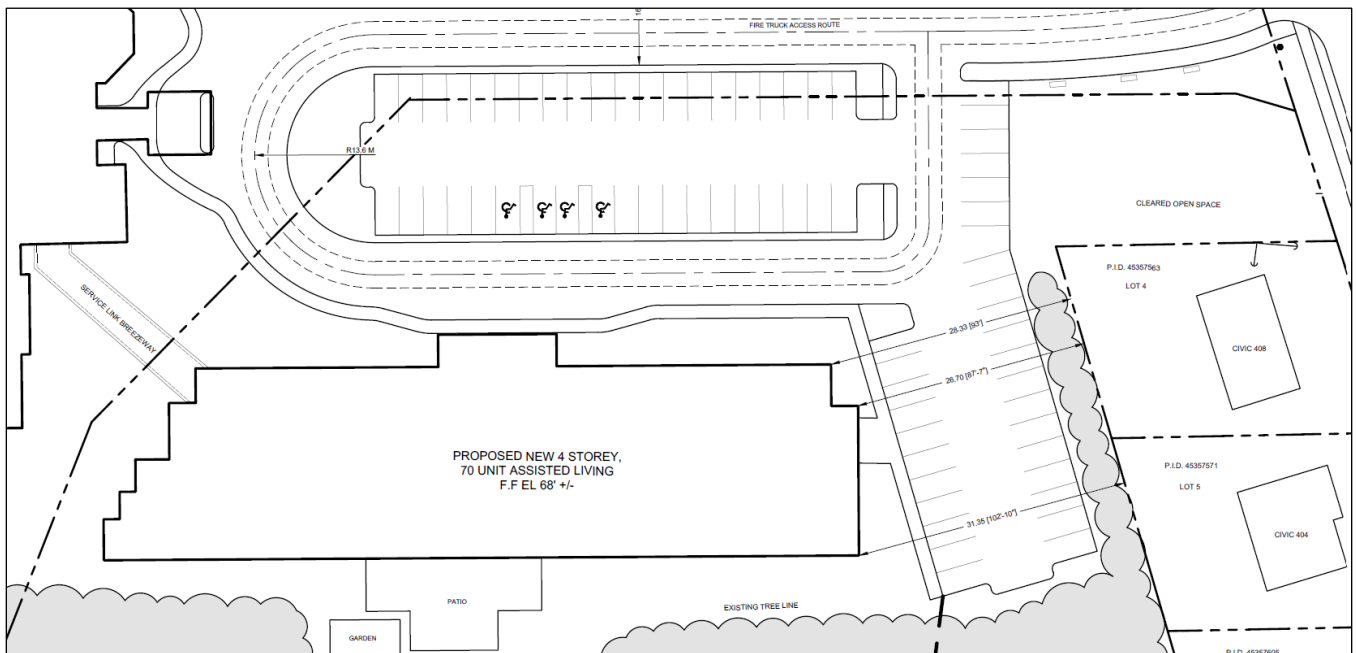 16
FIRE TRUCK ACCESS ROUTE
R13.6 M
CLEARED OPEN SPACE
P.I.D. 45357563
LOT 4
SERVICE LINK BREEZEWAY
28.33 [93']
CIVIC 408
26.70 [87'-7"]
PROPOSED NEW 4 STOREY,
70 UNIT ASSISTED LIVING
F.F EL 68' +/-
P.I.D. 45357571
LOT 5
31.35 [102'-10"]
CIVIC 404
PATIO
EXISTING TREE LINE
GARDEN
P.I.D. 45357605